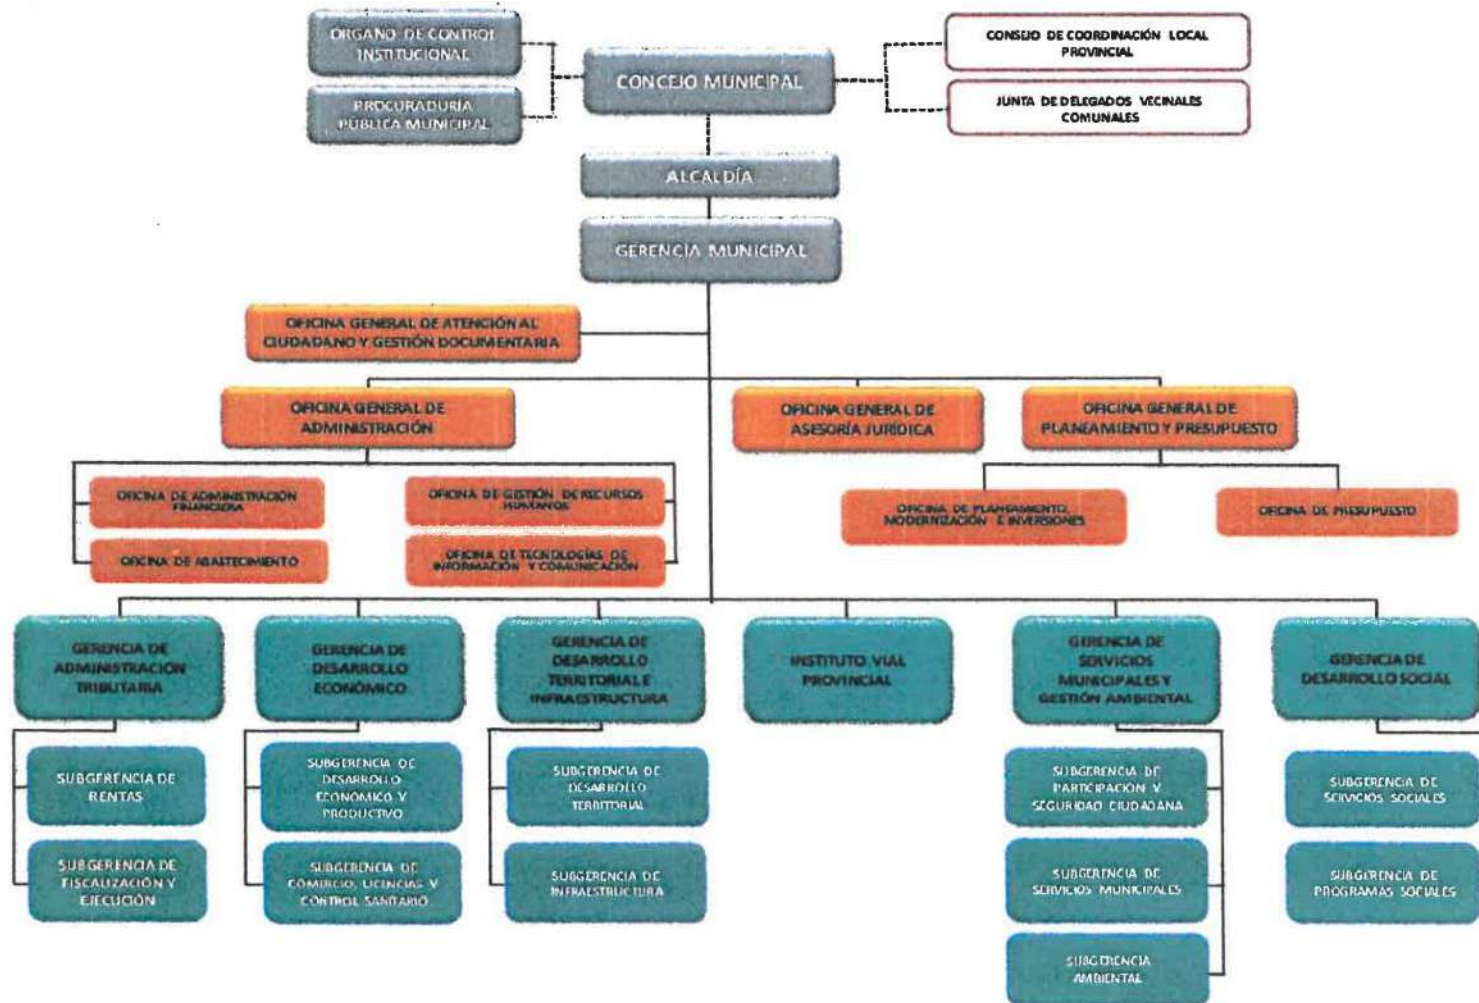 ÓRGANO DE CONTROL
INSTITUCIONAL
PROCURADURÍA
PÚBLICA MUNICIPAL
CONCEJO MUNICIPAL
CONSEJO DE COORDINACIÓN LOCAL
PROVINCIAL
JUNTA DE DELEGADOS VECINALES
COMUNALES
ALCALDÍA
GERENCIA MUNICIPAL
OFICINA GENERAL DE ATENCIÓN AL
CIUDADANO Y GESTIÓN DOCUMENTARIA
OFICINA GENERAL DE
ADMINISTRACIÓN
OFICINA GENERAL DE
ASESORÍA JURÍDICA
OFICINA GENERAL DE
PLANEAMIENTO Y PRESUPUESTO
OFICINA DE ADMINISTRACIÓN
FINANCIERA
OFICINA DE GESTIÓN DE RECURSOS
HUMANOS
OFICINA DE ABASTECIMIENTO
OFICINA DE TECNOLOGÍAS DE
INFORMACIÓN Y COMUNICACIÓN
OFICINA DE PLANEAMIENTO,
MODERNIZACIÓN E INVERSIONES
OFICINA DE PRESUPUESTO
GERENCIA DE
ADMINISTRACIÓN
TRIBUTARIA
GERENCIA DE
DESARROLLO
ECONÓMICO
GERENCIA DE
DESARROLLO
TERRITORIAL E
INFRAESTRUCTURA
INSTITUTO VIAL
PROVINCIAL
GERENCIA DE
SERVICIOS
MUNICIPALES Y
GESTIÓN AMBIENTAL
GERENCIA DE
DESARROLLO SOCIAL
SUBGERENCIA DE
RENTAS
SUBGERENCIA DE
FISCALIZACIÓN Y
EJECUCIÓN
SUBGERENCIA DE
DESARROLLO
ECONÓMICO Y
PRODUCTIVO
SUBGERENCIA DE
COMERCIO, LICENCIAS Y
CONTROL SANITARIO
SUBGERENCIA DE
DESARROLLO
TERRITORIAL
SUBGERENCIA DE
INFRAESTRUCTURA
SUBGERENCIA DE
PARTICIPACIÓN Y
SEGURIDAD CIUDADANA
SUBGERENCIA DE
SERVICIOS MUNICIPALES
SUBGERENCIA
AMBIENTAL
SUBGERENCIA DE
SERVICIOS SOCIALES
SUBGERENCIA DE
PROGRAMAS SOCIALES